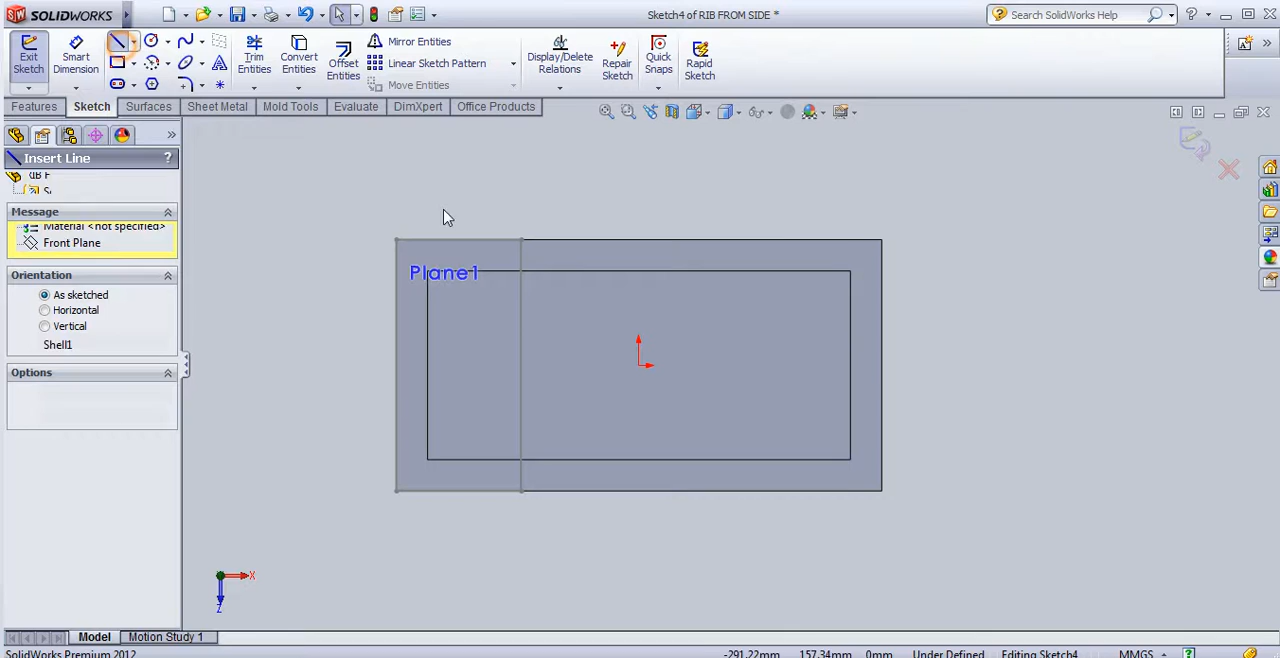 SOLIDWORKS
Sketch4 of RIB FROM SIDE *
Search SolidWorks Help
Exit Sketch
Smart Dimension
Trim Entities
Convert Entities
Offset Entities
Mirror Entities
Linear Sketch Pattern
Move Entities
Display/Delete Relations
Repair Sketch
Quick Snaps
Rapid Sketch
Features
Sketch
Surfaces
Sheet Metal
Mold Tools
Evaluate
DimXpert
Office Products
Insert Line
?
Message
Material <not specified>
Front Plane
Orientation
As sketched
Horizontal
Vertical
Shell1
Options
Plane1
X
Z
Model
Motion Study 1
SolidWorks Premium 2012
-291.22mm
157.34mm
0mm
Under Defined
Editing Sketch4
MMGS
?